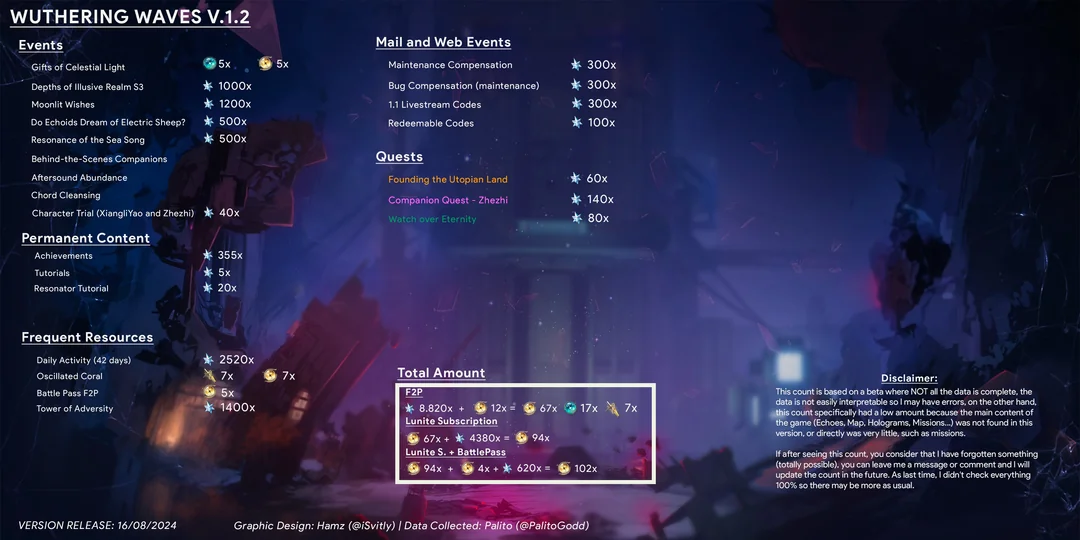 WUTHERING WAVES V.1.2
Events
Gifts of Celestial Light 5x 5x
Depths of Illusive Realm S3 1000x
Moonlit Wishes 1200x
Do Echoids Dream of Electric Sheep? 500x
Resonance of the Sea Song 500x
Behind-the-Scenes Companions
Aftersound Abundance
Chord Cleansing
Character Trial (XiangliYao and Zhezhi) 40x
Permanent Content
Achievements 355x
Tutorials 5x
Resonator Tutorial 20x
Frequent Resources
Daily Activity (42 days) 2520x
Oscillated Coral 7x 7x
Battle Pass F2P 5x
Tower of Adversity 1400x
Mail and Web Events
Maintenance Compensation 300x
Bug Compensation (maintenance) 300x
1.1 Livestream Codes 300x
Redeemable Codes 100x
Quests
Founding the Utopian Land 60x
Companion Quest - Zhezhi 140x
Watch over Eternity 80x
Total Amount
F2P
8.820x + 12x = 67x 17x 7x
Lunite Subscription
67x + 4380x = 94x
Lunite S. + BattlePass
94x + 4x + 620x = 102x
Disclaimer:
This count is based on a beta where NOT all the data is complete, the
data is not easily interpretable so I may have errors, on the other hand,
this count specifically had a low amount because the main content of
the game (Echoes, Map, Holograms, Missions...) was not found in this
version, or directly was very little, such as missions.
If after seeing this count, you consider that I have forgotten something
(totally possible), you can leave me a message or comment and I will
update the count in the future. As last time, I didn't check everything
100% so there may be more as usual.
VERSION RELEASE: 16/08/2024
Graphic Design: Hamz (@iSvitly) | Data Collected: Palito (@PalitoGodd)